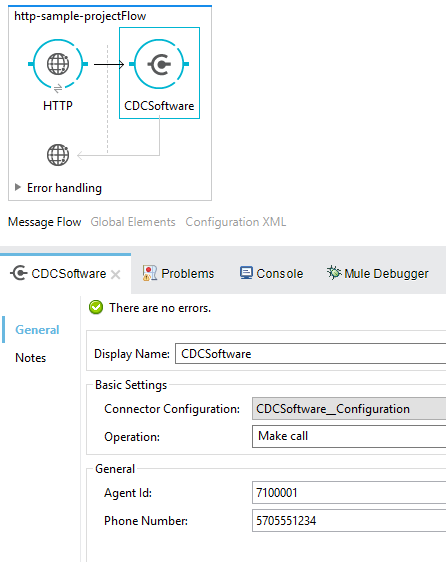 http-sample-projectFlow
HTTP
CDCSoftware
Error handling
Message Flow Global Elements Configuration XML
CDCSoftware Problems Console Mule Debugger
There are no errors.
General
Notes
Display Name: CDCSoftware
Basic Settings
Connector Configuration: CDCSoftware__Configuration
Operation: Make call
General
Agent Id: 7100001
Phone Number: 5705551234